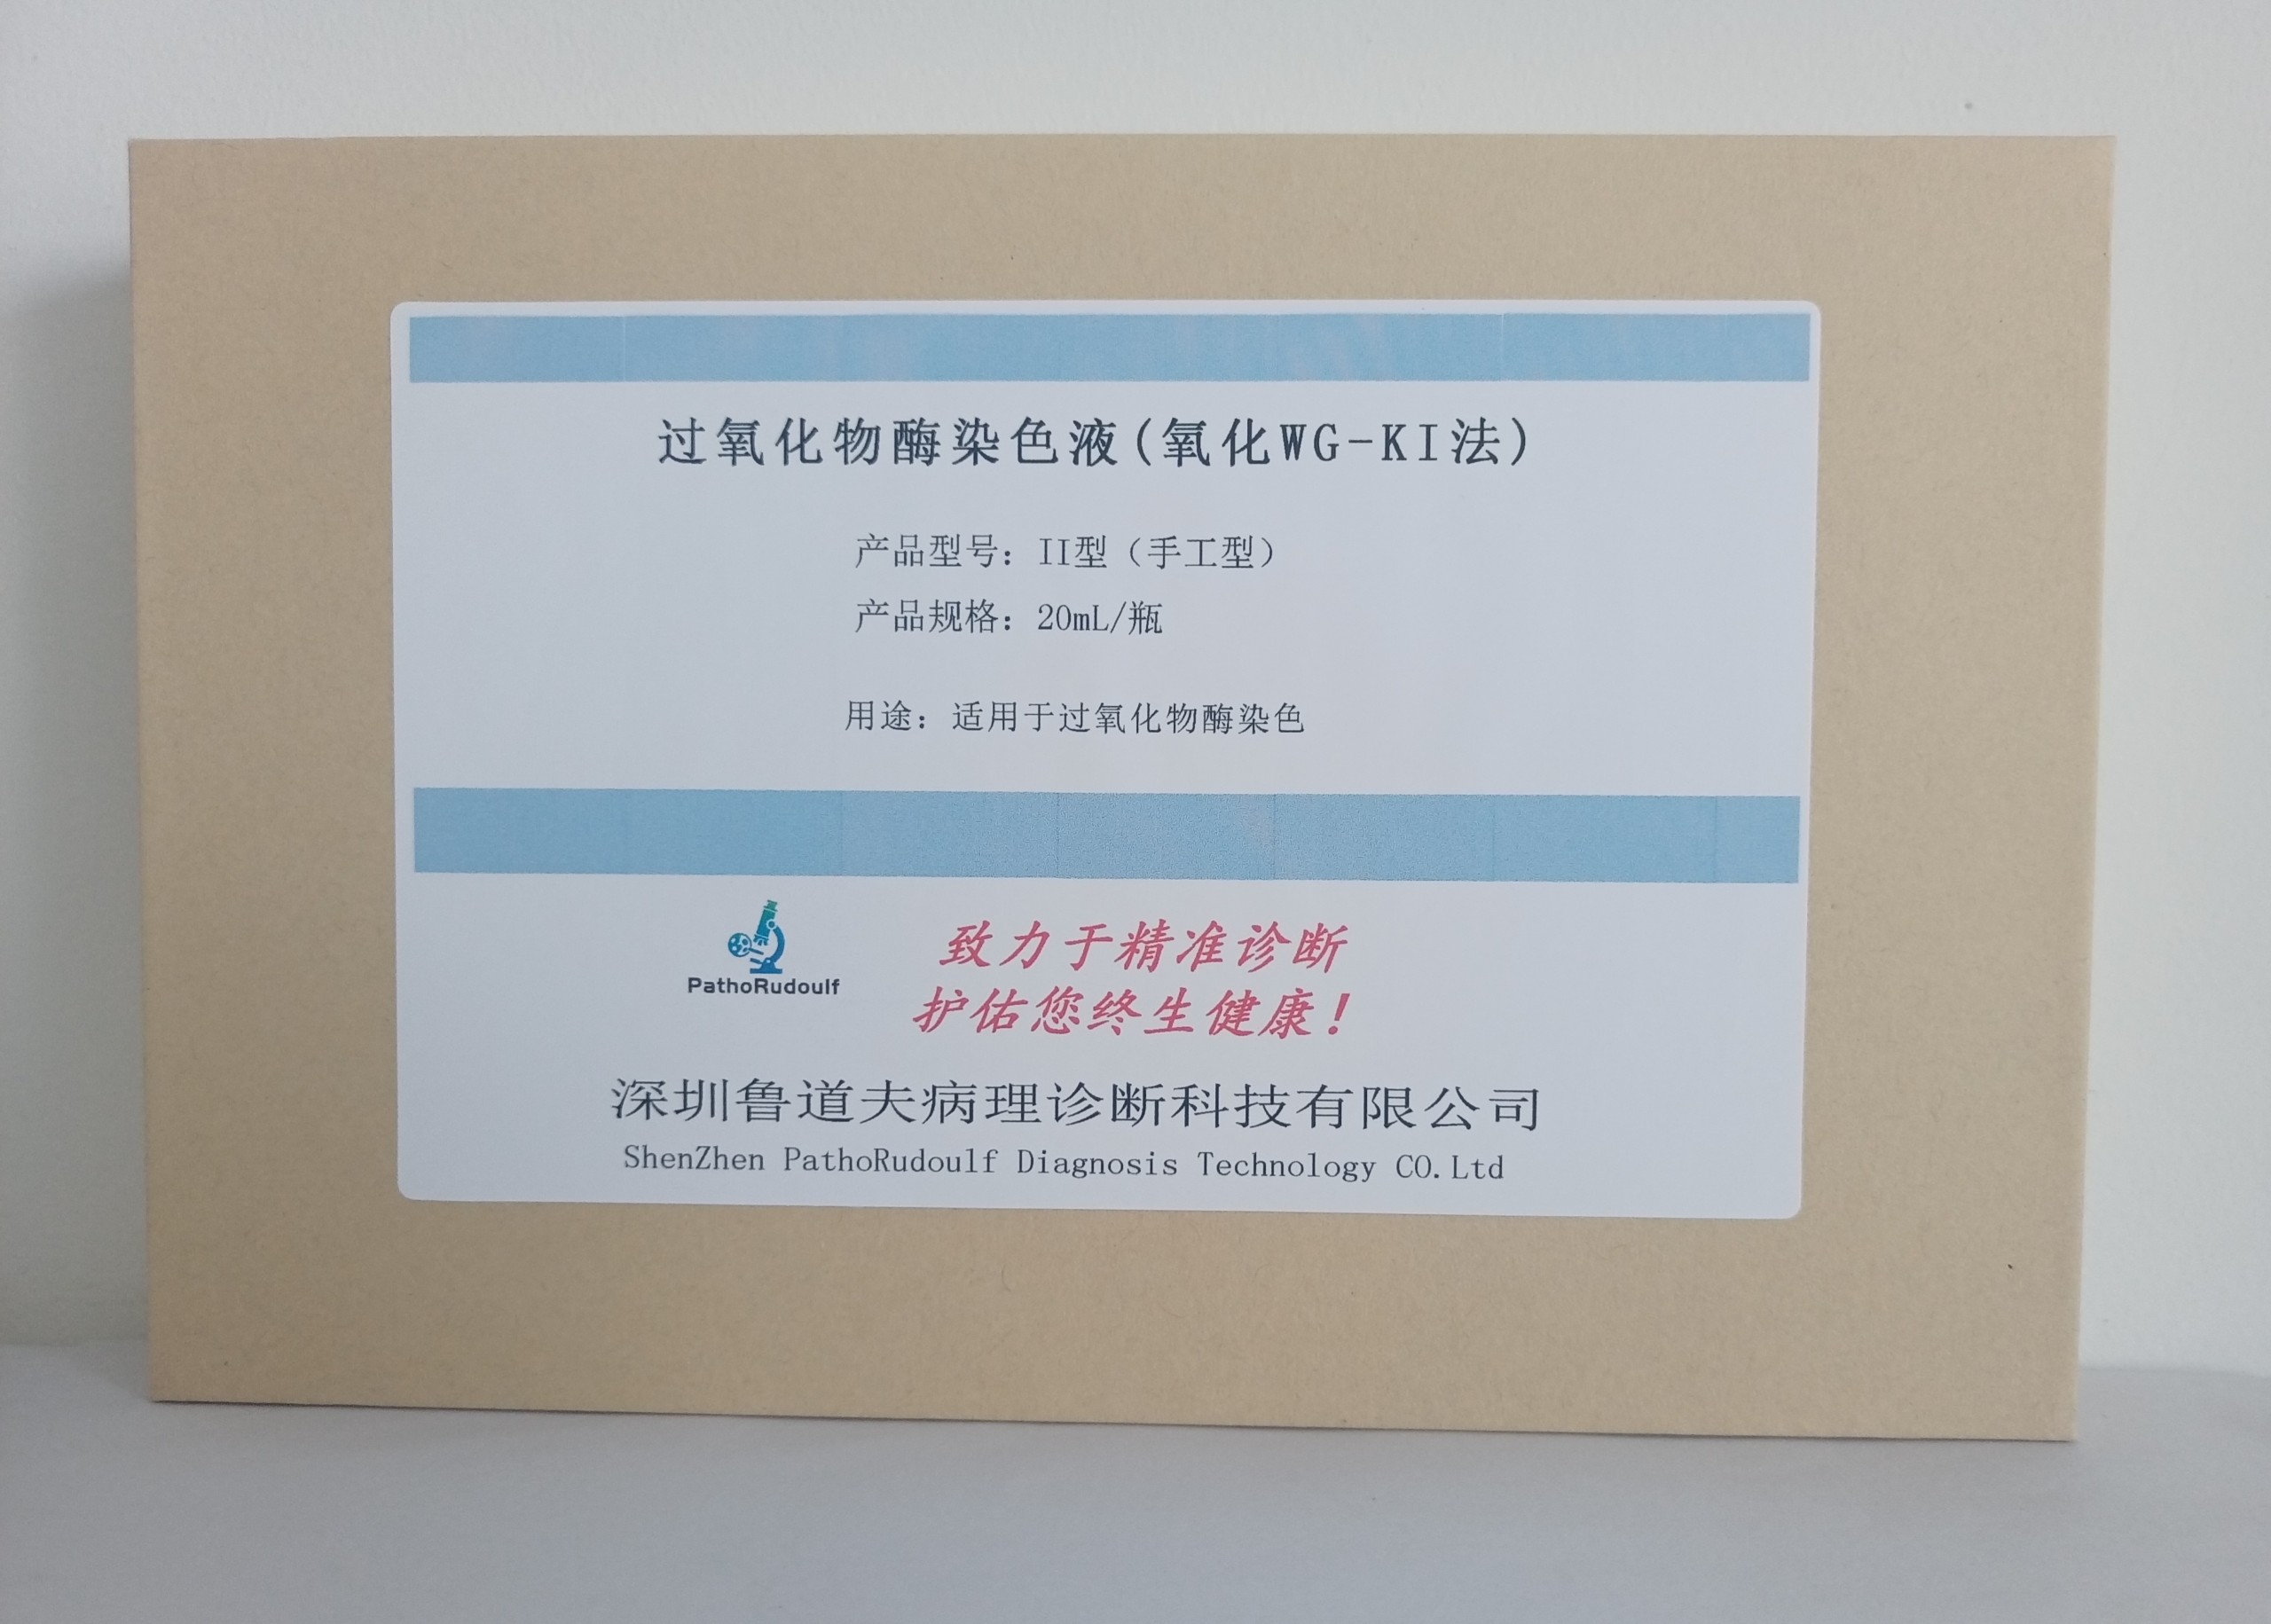 过氧化物酶染色液(氧化WG-KI法)
产品型号：II型（手工型）
产品规格：20mL/瓶
用途：适用于过氧化物酶染色
PathoRudoulf
致力于精准诊断
护佑您终生健康！
深圳鲁道夫病理诊断科技有限公司
ShenZhen PathoRudoulf Diagnosis Technology CO.Ltd